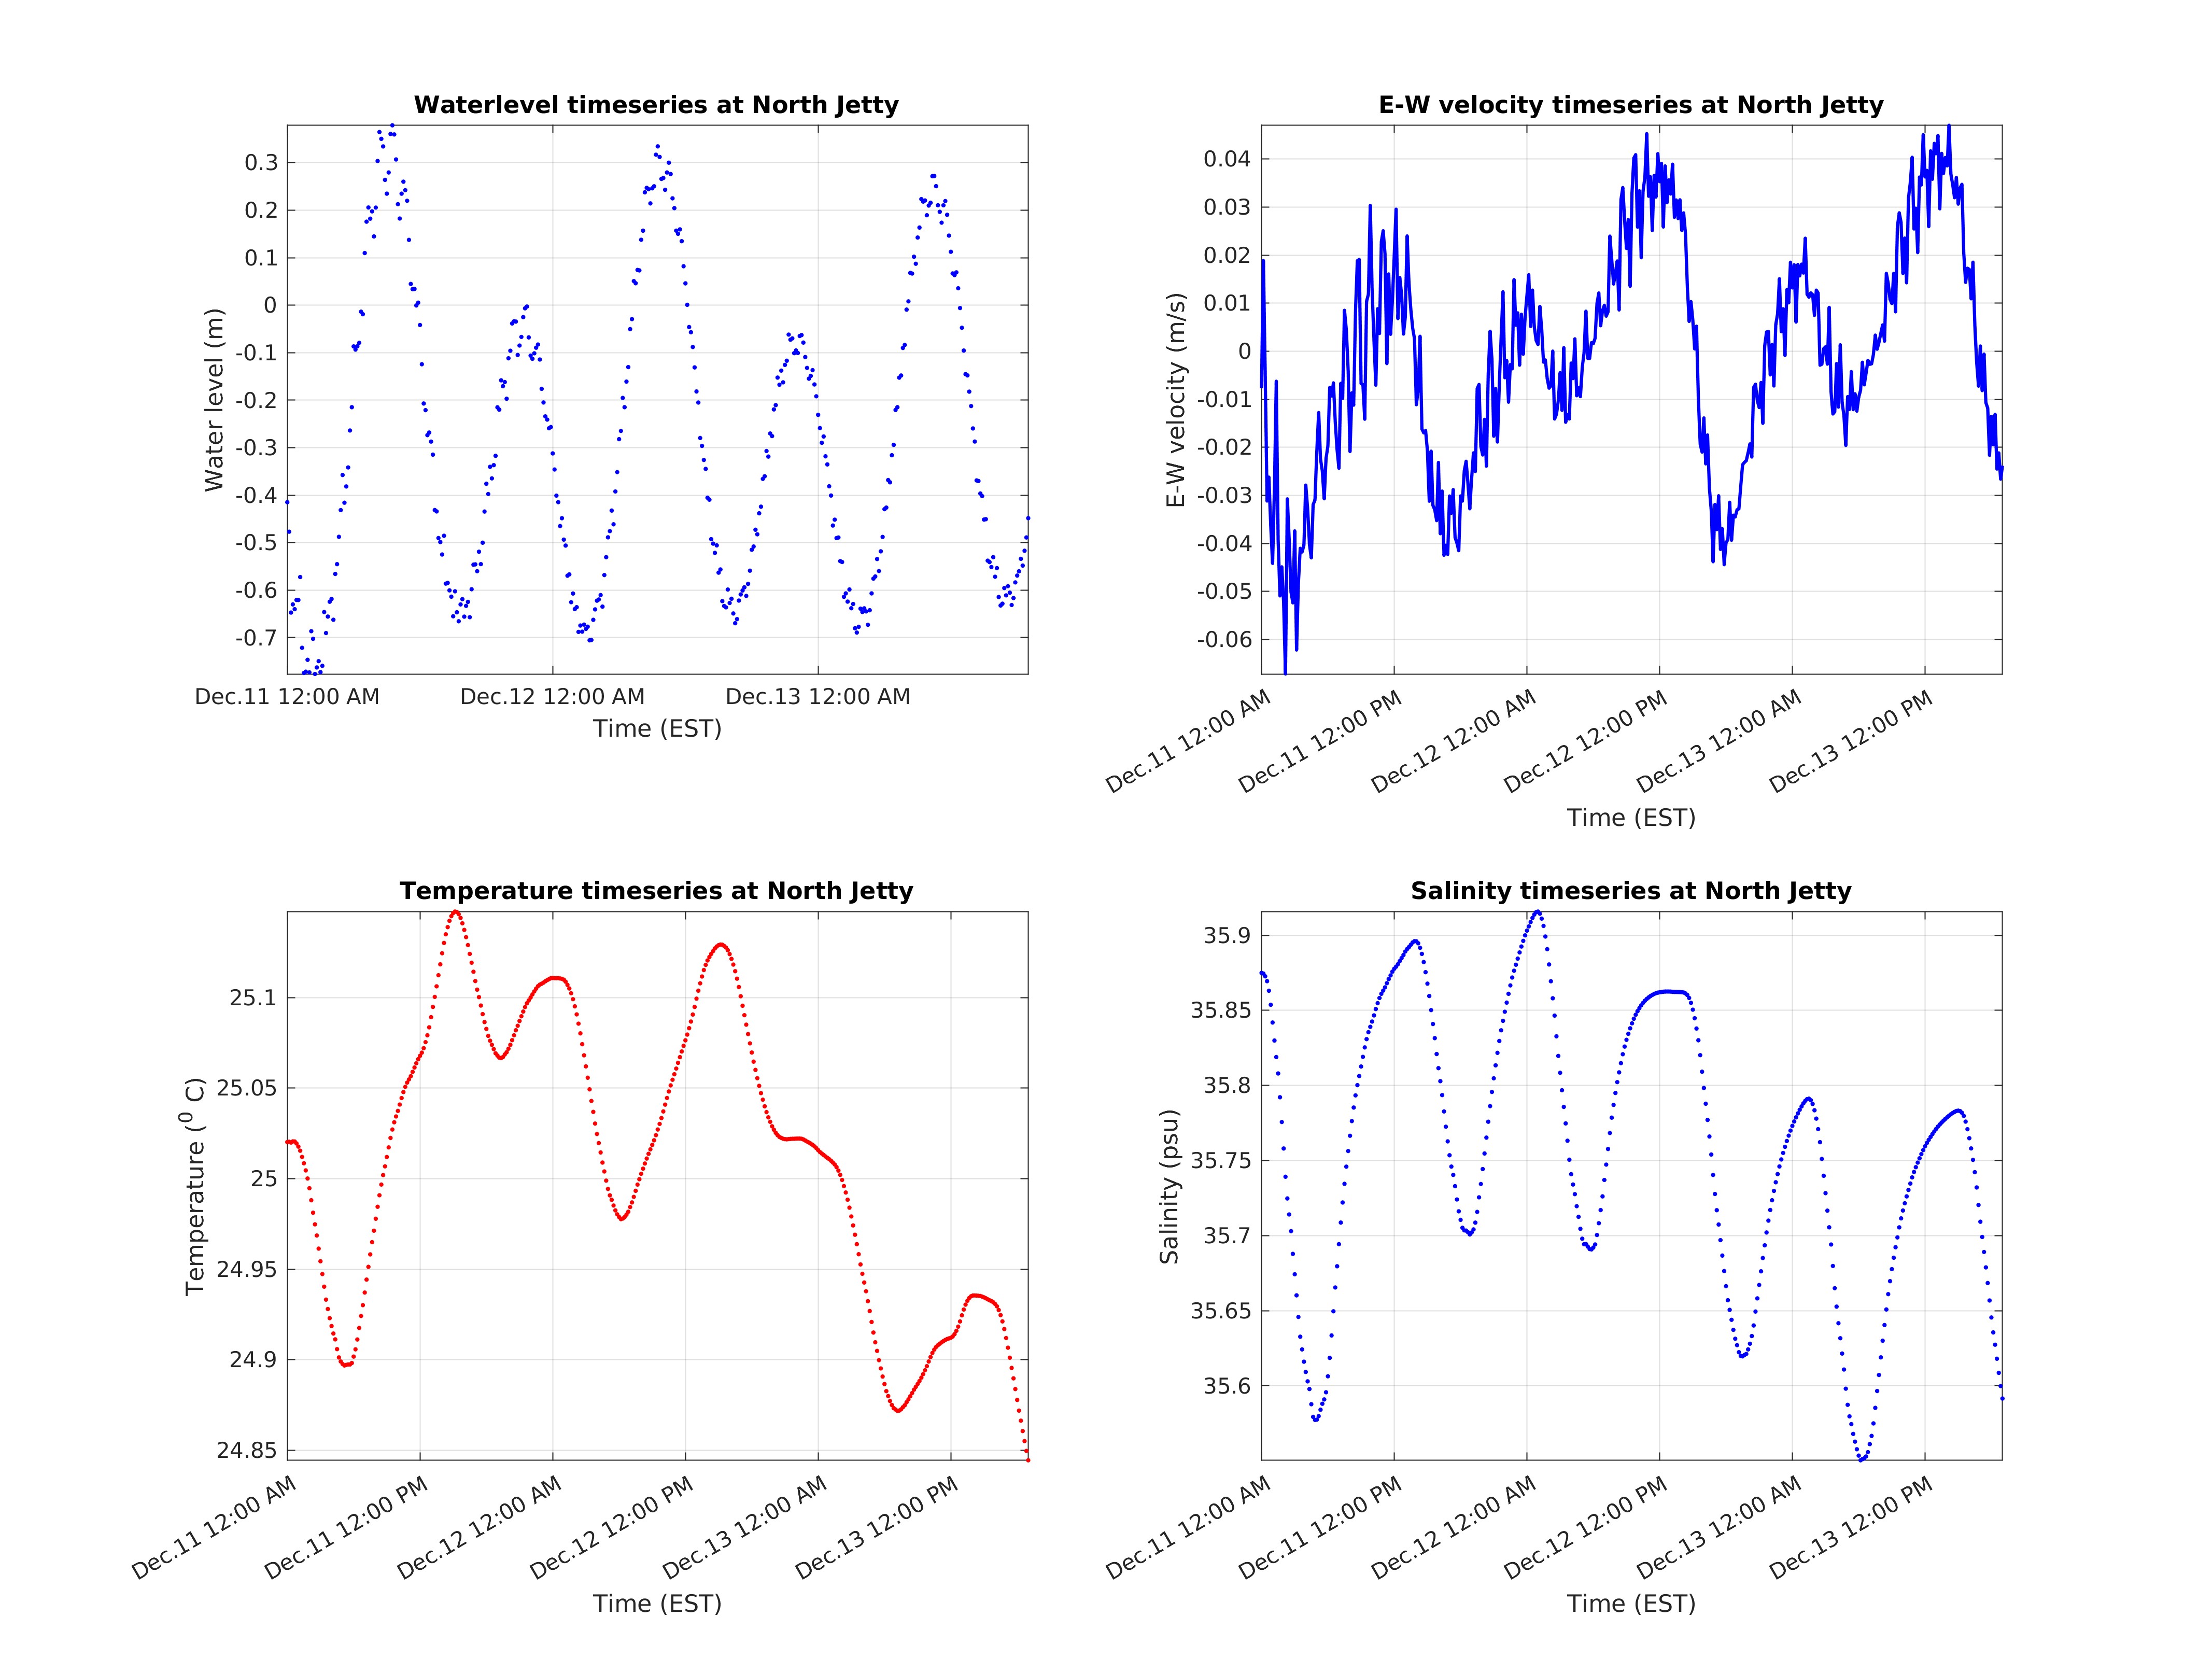 Waterlevel timeseries at North Jetty
0.3
0.2
0.1
0
-0.1
-0.2
-0.3
-0.4
-0.5
-0.6
-0.7
Water level (m)
Dec.11 12:00 AM
Dec.12 12:00 AM
Dec.13 12:00 AM
Time (EST)
E-W velocity timeseries at North Jetty
0.04
0.03
0.02
0.01
0
-0.01
-0.02
-0.03
-0.04
-0.05
-0.06
E-W velocity (m/s)
Dec.11 12:00 AM
Dec.11 12:00 PM
Dec.12 12:00 AM
Dec.12 12:00 PM
Dec.13 12:00 AM
Dec.13 12:00 PM
Time (EST)
Temperature timeseries at North Jetty
25.1
25.05
25
24.95
24.9
24.85
Temperature (⁰ C)
Dec.11 12:00 AM
Dec.11 12:00 PM
Dec.12 12:00 AM
Dec.12 12:00 PM
Dec.13 12:00 AM
Dec.13 12:00 PM
Time (EST)
Salinity timeseries at North Jetty
35.9
35.85
35.8
35.75
35.7
35.65
35.6
Salinity (psu)
Dec.11 12:00 AM
Dec.11 12:00 PM
Dec.12 12:00 AM
Dec.12 12:00 PM
Dec.13 12:00 AM
Dec.13 12:00 PM
Time (EST)